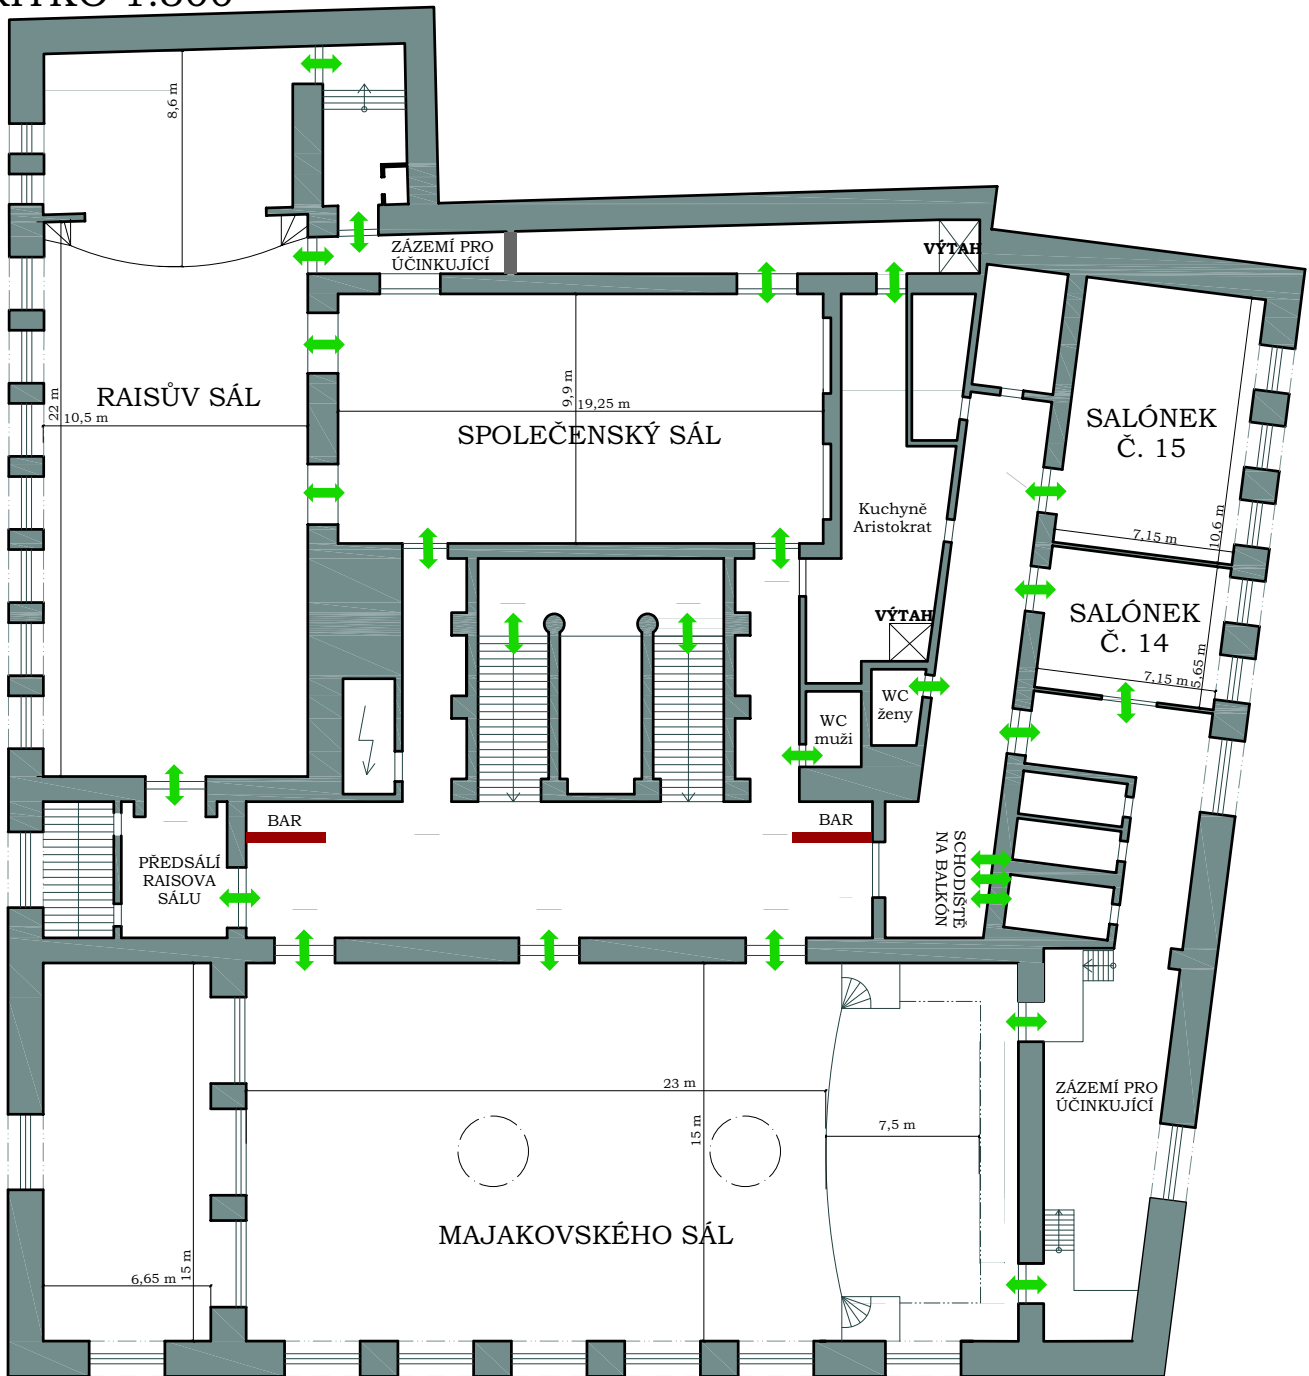 1:300
8,6 m
ZÁZEMÍ PRO
ÚČINKUJÍCÍ
VÝTAH
RAISŮV SÁL
22 m
10,5 m
9,9 m
19,25 m
SPOLEČENSKÝ SÁL
SALÓNEK
Č. 15
Kuchyně
Aristokrat
7,15 m
10,6 m
VÝTAH
SALÓNEK
Č. 14
7,15 m
5,65 m
WC
ženy
WC
muži
BAR
BAR
PŘEDSÁLÍ
RAISOVA
SÁLU
SCHODIŠTĚ
NA BALKÓN
23 m
15 m
7,5 m
ZÁZEMÍ PRO
ÚČINKUJÍCÍ
MAJAKOVSKÉHO SÁL
6,65 m
15 m